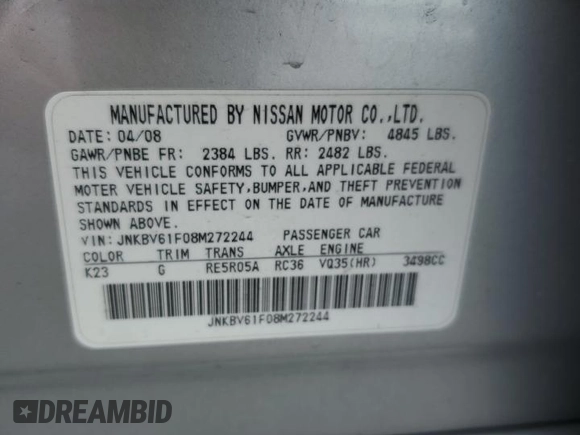 MANUFACTURED BY NISSAN MOTOR CO.,LTD.
DATE: 04/08 GVWR/PNBV: 4845 LBS.
GAWR/PNBE FR: 2384 LBS. RR: 2482 LBS.
THIS VEHICLE CONFORMS TO ALL APPLICABLE FEDERAL
MOTER VEHICLE SAFETY,BUMPER,AND THEFT PREVENTION
STANDARDS IN EFFECT ON THE DATE OF MANUFACTURE
SHOWN ABOVE.
VIN: JNKBV61F08M272244 PASSENGER CAR
COLOR TRIM TRANS AXLE ENGINE
K23 G RE5R05A RC36 VQ35(HR) 3498CC
JNKBV61F08M272244
DREAMBID